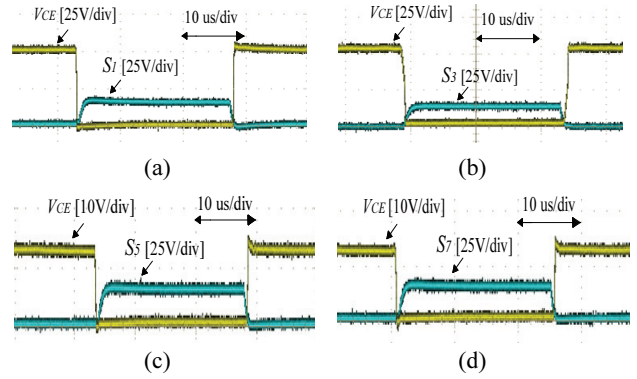 VCE [25V/div]
10 us/div
S1 [25V/div]
(a)
VCE [25V/div]
10 us/div
S3 [25V/div]
(b)
VCE [10V/div]
10 us/div
S5 [25V/div]
(c)
VCE [10V/div]
10 us/div
S7 [25V/div]
(d)